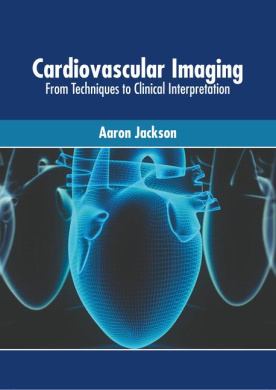 Cardiovascular Imaging
From Techniques to Clinical Interpretation
Aaron Jackson